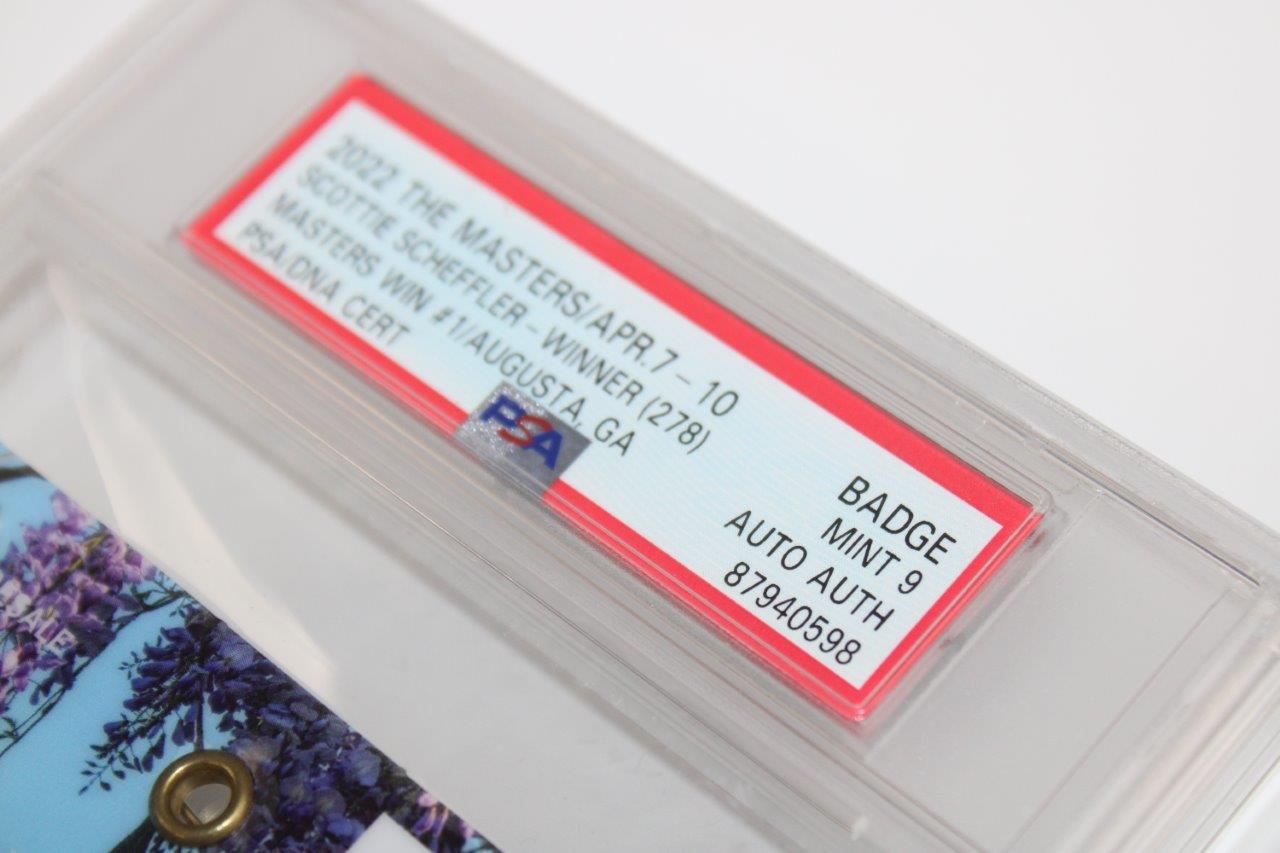 2022 THE MASTERS/APR.7 - 10
SCOTTIE SCHEFFLER - WINNER (278)
MASTERS WIN #1/AUGUSTA, GA
PSA/DNA CERT
BADGE
MINT 9
AUTO AUTH
87940598
PSA